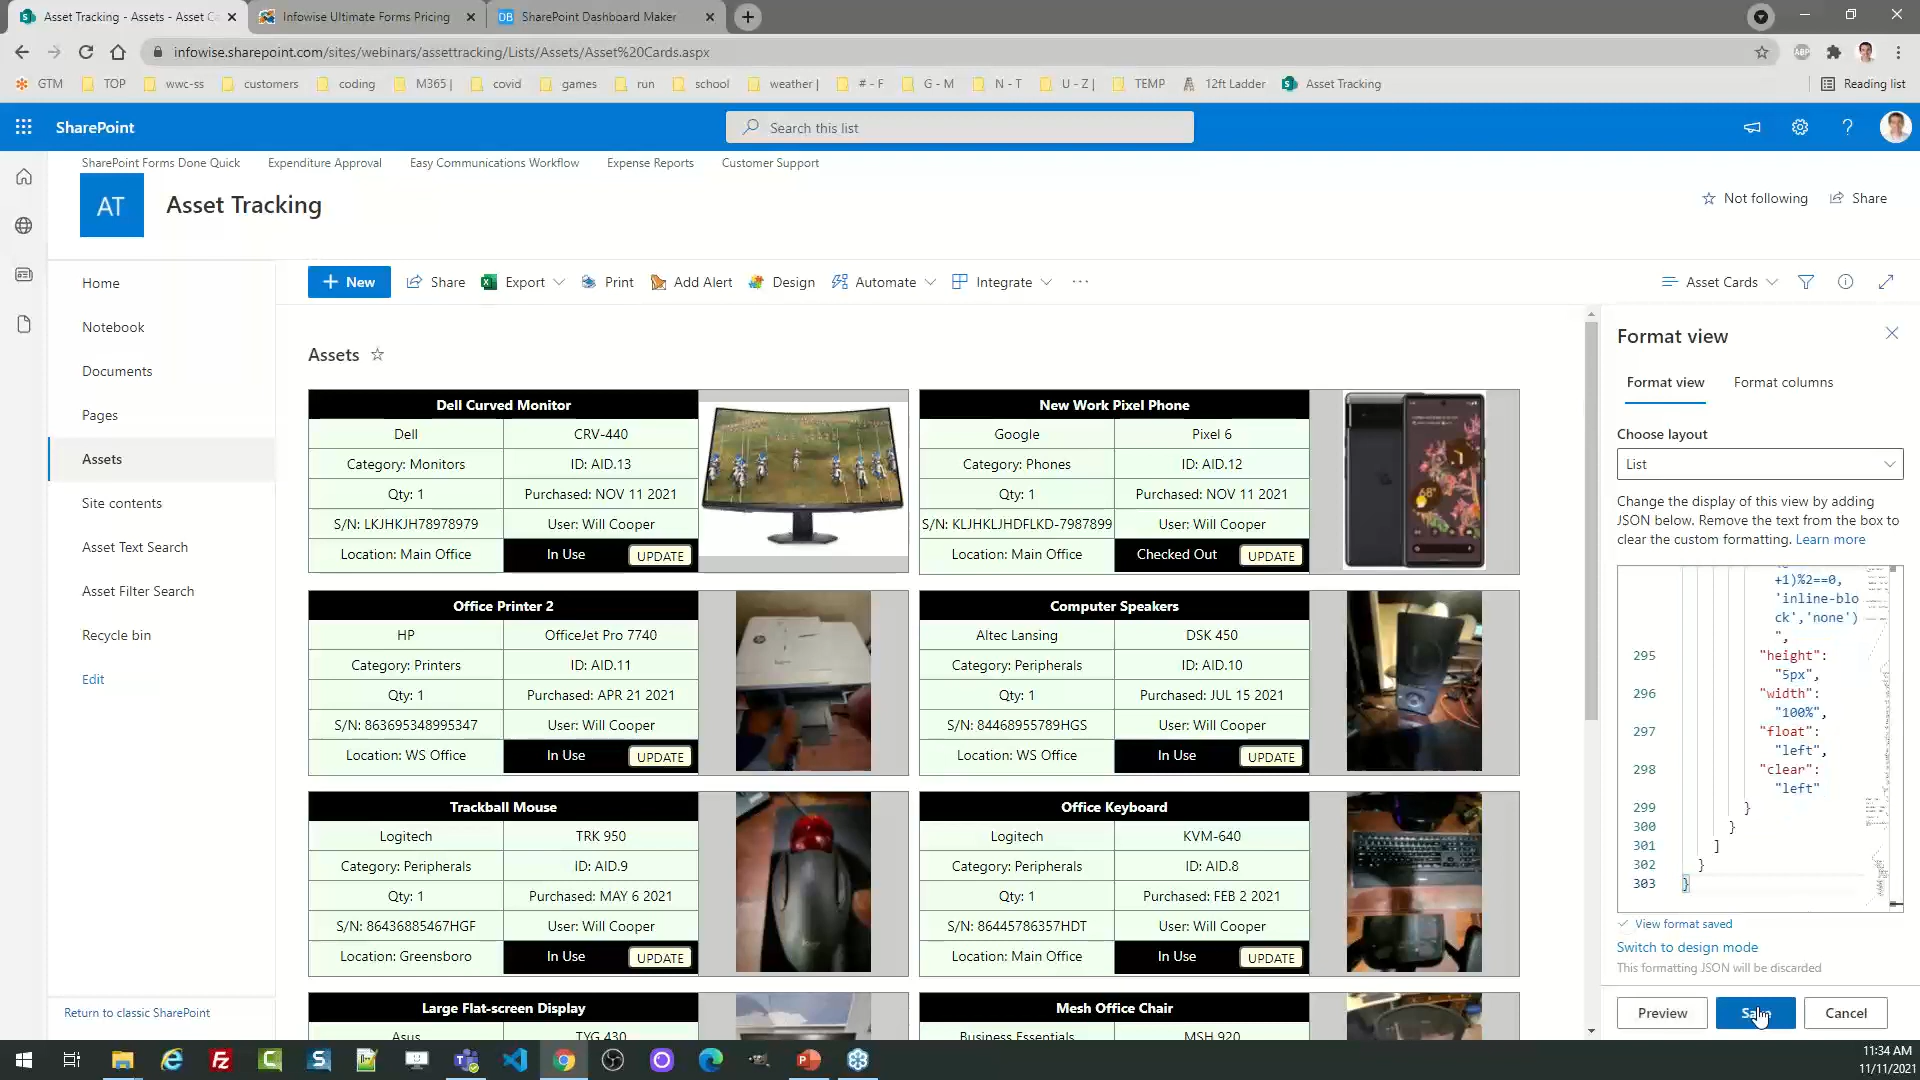 Asset Tracking - Assets - Asset Ca
Infowise Ultimate Forms Pricing
DB SharePoint Dashboard Maker
infowise.sharepoint.com/sites/webinars/assettracking/Lists/Assets/Asset%20Cards.aspx
ABP
GTM TOP wwc-ss customers coding M365 | covid games run school weather | # - F G - M N - T U - Z | TEMP 12ft Ladder Asset Tracking Reading list
SharePoint
Search this list
SharePoint Forms Done Quick Expenditure Approval Easy Communications Workflow Expense Reports Customer Support
AT
Asset Tracking
Not following Share
Home
Notebook
Documents
Pages
Assets
Site contents
Asset Text Search
Asset Filter Search
Recycle bin
Edit
Return to classic SharePoint
New Share Export Print Add Alert Design Automate Integrate ...
Asset Cards
Assets
Dell Curved Monitor
Dell CRV-440
Category: Monitors ID: AID.13
Qty: 1 Purchased: NOV 11 2021
S/N: LKJHKJH78978979 User: Will Cooper
Location: Main Office In Use UPDATE
New Work Pixel Phone
Google Pixel 6
Category: Phones ID: AID.12
Qty: 1 Purchased: NOV 11 2021
S/N: KLJHKLJHDFLKD-7987899 User: Will Cooper
Location: Main Office Checked Out UPDATE
Office Printer 2
HP OfficeJet Pro 7740
Category: Printers ID: AID.11
Qty: 1 Purchased: APR 21 2021
S/N: 863695348995347 User: Will Cooper
Location: WS Office In Use UPDATE
Computer Speakers
Altec Lansing DSK 450
Category: Peripherals ID: AID.10
Qty: 1 Purchased: JUL 15 2021
S/N: 84468955789HGS User: Will Cooper
Location: WS Office In Use UPDATE
Trackball Mouse
Logitech TRK 950
Category: Peripherals ID: AID.9
Qty: 1 Purchased: MAY 6 2021
S/N: 86436885467HGF User: Will Cooper
Location: Greensboro In Use UPDATE
Office Keyboard
Logitech KVM-640
Category: Peripherals ID: AID.8
Qty: 1 Purchased: FEB 2 2021
S/N: 86445786357HDT User: Will Cooper
Location: Main Office In Use UPDATE
Large Flat-screen Display
Asus TYG 430
Mesh Office Chair
Business Essentials MSH 920
Format view
Format view Format columns
Choose layout
List
Change the display of this view by adding
JSON below. Remove the text from the box to
clear the custom formatting. Learn more
+1)%2==0,
'inline-blo
ck','none')
",
295 "height":
"5px",
296 "width":
"100%",
297 "float":
"left",
298 "clear":
"left"
299 }
300 }
301 ]
302 }
303 }
View format saved
Switch to design mode
This formatting JSON will be discarded
Preview Save Cancel
11:34 AM
11/11/2021